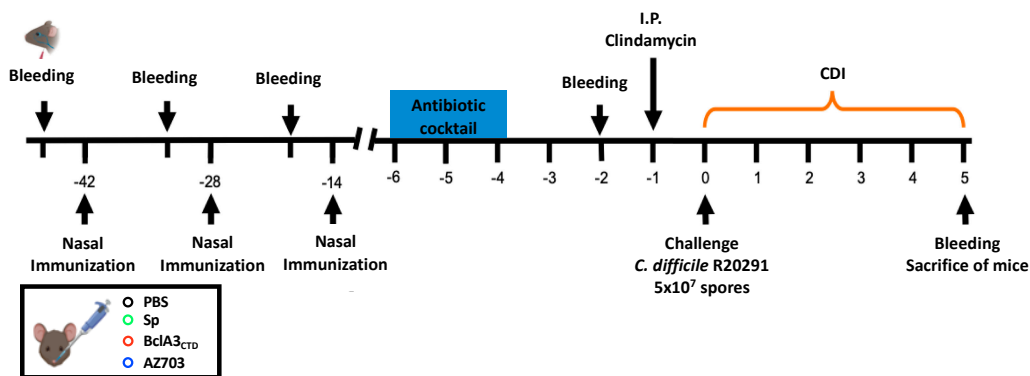 I.P.
Clindamycin
Bleeding
Bleeding
Bleeding
Bleeding
CDI
Antibiotic
cocktail
-42
-28
-14
-6
-5
-4
-3
-2
-1
0
1
2
3
4
5
Nasal
Immunization
Nasal
Immunization
Nasal
Immunization
Challenge
C. difficile R20291
5x10⁷ spores
Bleeding
Sacrifice of mice
PBS
Sp
BclA3CTD
AZ703